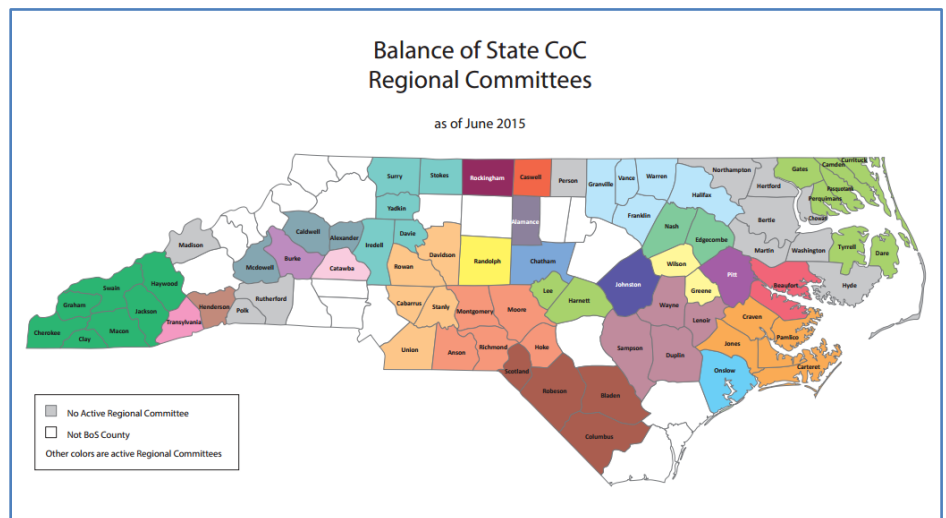 Balance of State CoC
Regional Committees
as of June 2015
Surry
Stokes
Rockingham
Caswell
Person
Granville
Vance
Warren
Northampton
Hertford
Gates
Camden
Currituck
Pasquotank
Perquimans
Chowan
Halifax
Yadkin
Alamance
Franklin
Bertie
Nash
Edgecombe
Caldwell
Alexander
Iredell
Davie
Madison
Burke
Davidson
Martin
Washington
Tyrrell
Dare
Mcdowell
Catawba
Rowan
Randolph
Chatham
Wilson
Pitt
Swain
Haywood
Johnston
Beaufort
Hyde
Graham
Jackson
Henderson
Rutherford
Polk
Cabarrus
Stanly
Montgomery
Moore
Lee
Harnett
Greene
Wayne
Lenoir
Craven
Pamlico
Cherokee
Macon
Clay
Transylvania
Union
Anson
Richmond
Hoke
Sampson
Duplin
Jones
Carteret
Scotland
Onslow
Robeson
Bladen
Columbus
No Active Regional Committee
Not BoS County
Other colors are active Regional Committees